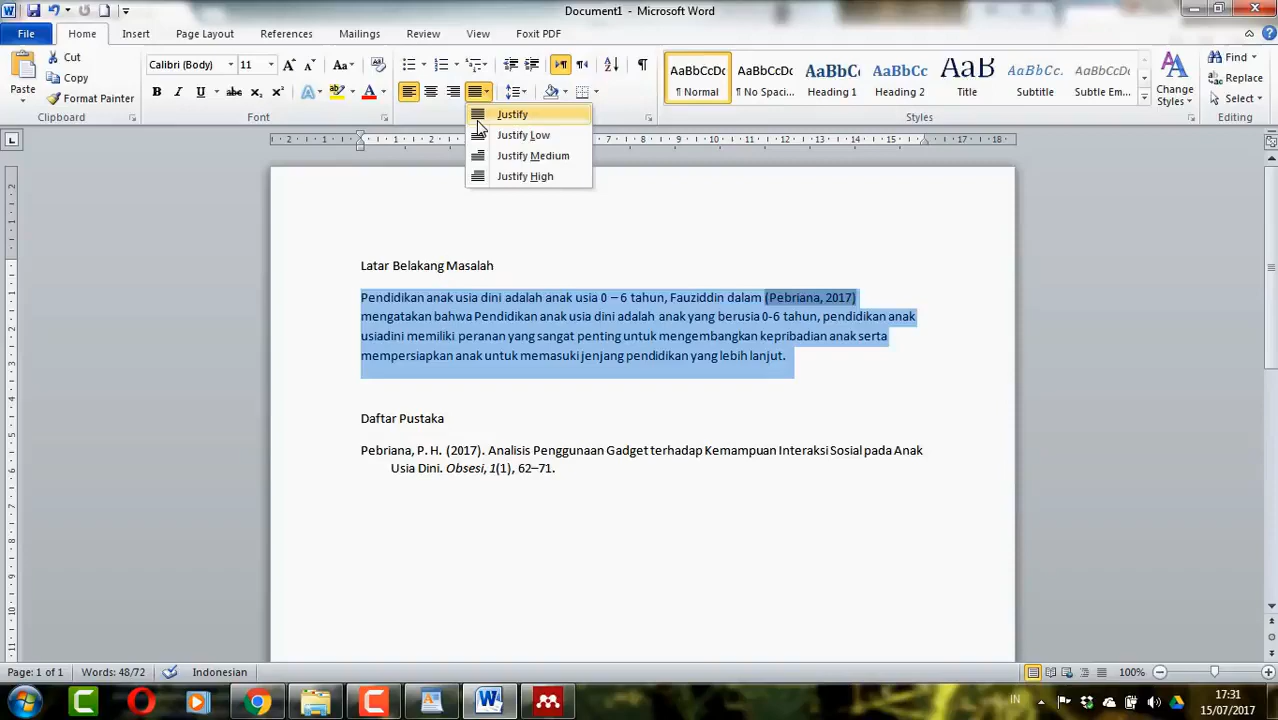 Document1 - Microsoft Word
File Home Insert Page Layout References Mailings Review View Foxit PDF
Paste
Cut
Copy
Format Painter
Clipboard
Calibri (Body) 11
Font
AaBbCcDc AaBbCcDc AaBbCc AaBbCc AaBb AaBbCc. AaBbCcDc
¶ Normal ¶ No Spaci... Heading 1 Heading 2 Title Subtitle Subtle Em...
Change Styles
Styles
Find
Replace
Select
Editing
Justify
Justify Low
Justify Medium
Justify High
Latar Belakang Masalah
Pendidikan anak usia dini adalah anak usia 0 – 6 tahun, Fauziddin dalam (Pebriana, 2017)
mengatakan bahwa Pendidikan anak usia dini adalah anak yang berusia 0-6 tahun, pendidikan anak
usiadini memiliki peranan yang sangat penting untuk mengembangkan kepribadian anak serta
mempersiapkan anak untuk memasuki jenjang pendidikan yang lebih lanjut.
Daftar Pustaka
Pebriana, P. H. (2017). Analisis Penggunaan Gadget terhadap Kemampuan Interaksi Sosial pada Anak
Usia Dini. Obsesi, 1(1), 62–71.
Page: 1 of 1 Words: 48/72 Indonesian 100%
IN 17:31
15/07/2017